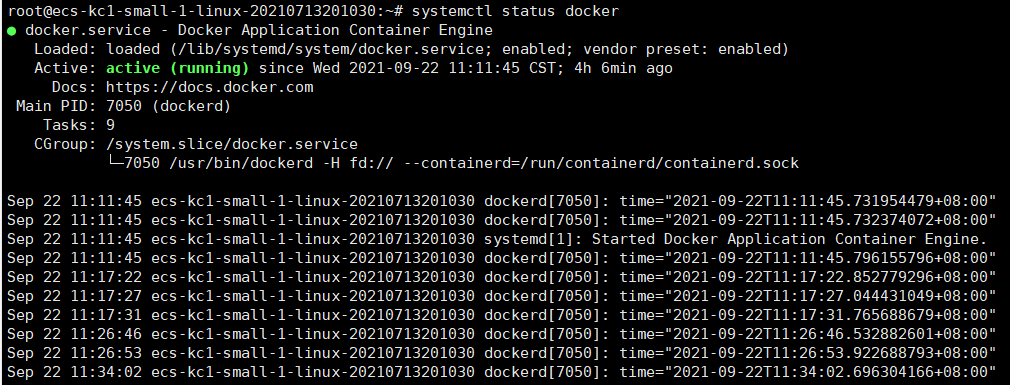 root@ecs-kc1-small-1-linux-20210713201030:~# systemctl status docker
● docker.service - Docker Application Container Engine
   Loaded: loaded (/lib/systemd/system/docker.service; enabled; vendor preset: enabled)
   Active: active (running) since Wed 2021-09-22 11:11:45 CST; 4h 6min ago
     Docs: https://docs.docker.com
 Main PID: 7050 (dockerd)
    Tasks: 9
   CGroup: /system.slice/docker.service
           └─7050 /usr/bin/dockerd -H fd:// --containerd=/run/containerd/containerd.sock

Sep 22 11:11:45 ecs-kc1-small-1-linux-20210713201030 dockerd[7050]: time="2021-09-22T11:11:45.731954479+08:00"
Sep 22 11:11:45 ecs-kc1-small-1-linux-20210713201030 dockerd[7050]: time="2021-09-22T11:11:45.732374072+08:00"
Sep 22 11:11:45 ecs-kc1-small-1-linux-20210713201030 systemd[1]: Started Docker Application Container Engine.
Sep 22 11:11:45 ecs-kc1-small-1-linux-20210713201030 dockerd[7050]: time="2021-09-22T11:11:45.796155796+08:00"
Sep 22 11:17:22 ecs-kc1-small-1-linux-20210713201030 dockerd[7050]: time="2021-09-22T11:17:22.852779296+08:00"
Sep 22 11:17:27 ecs-kc1-small-1-linux-20210713201030 dockerd[7050]: time="2021-09-22T11:17:27.044431049+08:00"
Sep 22 11:17:31 ecs-kc1-small-1-linux-20210713201030 dockerd[7050]: time="2021-09-22T11:17:31.765688679+08:00"
Sep 22 11:26:46 ecs-kc1-small-1-linux-20210713201030 dockerd[7050]: time="2021-09-22T11:26:46.532882601+08:00"
Sep 22 11:26:53 ecs-kc1-small-1-linux-20210713201030 dockerd[7050]: time="2021-09-22T11:26:53.922688793+08:00"
Sep 22 11:34:02 ecs-kc1-small-1-linux-20210713201030 dockerd[7050]: time="2021-09-22T11:34:02.696304166+08:00"